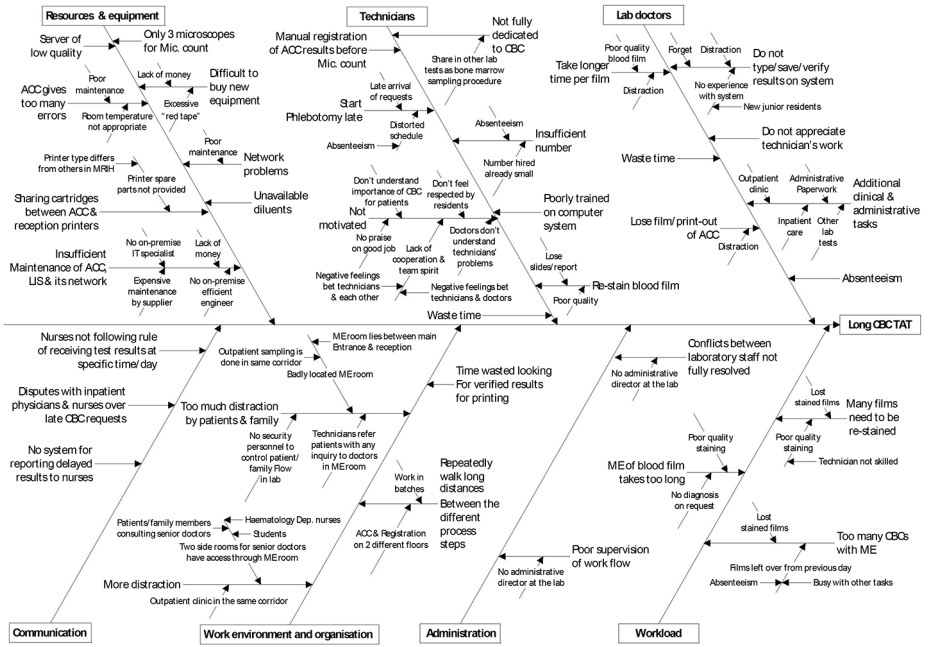 Resources & equipment
Server of
low quality
Only 3 microscopes
for Mic. count
Poor
maintenance
Lack of money
Difficult to
buy new
equipment
ACC gives
too many
errors
Room temperature
not appropriate
Excessive
"red tape"
Printer type differs
from others in MRIH
Poor
maintenance
Network
problems
Printer spare
parts not provided
Sharing cartridges
between ACC &
reception printers
Unavailable
diluents
No on-premise
IT specialist
Lack of
money
Insufficient
Maintenance of ACC,
LIS & its network
Expensive
maintenance
by supplier
No on-premise
efficient
engineer
Technicians
Manual registration
of ACC results before
Mic. count
Not fully
dedicated
to CBC
Share in other lab
tests as bone marrow
sampling procedure
Late arrival
of requests
Start
Phlebotomy late
Distorted
schedule
Absenteeism
Absenteeism
Insufficient
number
Number hired
already small
Don't understand
importance of CBC
for patients
Don't feel
respected by
residents
Not
motivated
Poorly trained
on computer
system
No praise
on good job
Lack of
cooperation &
team spirit
Doctors don't
understand
technicians'
problems
Negative feelings
bet technicians
& each other
Negative feelings bet
technicians & doctors
Lose
slides/report
Re-stain blood film
Poor quality
Waste time
Lab doctors
Poor quality
blood film
Forget
Distraction
Take longer
time per film
Do not
type/save/verify
results on system
Distraction
No experience
with system
New junior residents
Do not appreciate
technician's work
Waste time
Outpatient
clinic
Administrative
Paperwork
Additional
clinical &
administrative
tasks
Lose film/print-out
of ACC
Inpatient
care
Other
lab
tests
Distraction
Absenteeism
Long CBC TAT
Nurses not following rule
of receiving test results at
specific time/day
Disputes with inpatient
physicians & nurses over
late CBC requests
No system for
reporting delayed
results to nurses
Communication
ME room lies between main
Entrance & reception
Outpatient sampling is
done in same corridor
Badly located ME room
Too much distraction
by patients & family
No security
personnel to
control patient/
family Flow
in lab
Technicians refer
patients with any
inquiry to doctors
in ME room
Time wasted looking
For verified results
for printing
Work in
batches
Repeatedly
walk long
distances
Between the
different
process
steps
ACC & Registration
on 2 different floors
Patients/family members
consulting senior doctors
Haematology Dep. nurses
Students
Two side rooms for senior doctors
have access through ME room
More distraction
Outpatient clinic in the same corridor
Work environment and organisation
Conflicts between
laboratory staff not
fully resolved
No administrative
director at the lab
Poor supervision
of work flow
No administrative
director at the lab
Administration
Lost
stained films
Many films
need to be
re-stained
Poor quality
staining
Poor quality
staining
Technician not skilled
ME of blood film
takes too long
No diagnosis
on request
Lost
stained films
Too many CBCs
with ME
Films left over from previous day
Absenteeism
Busy with other tasks
Workload